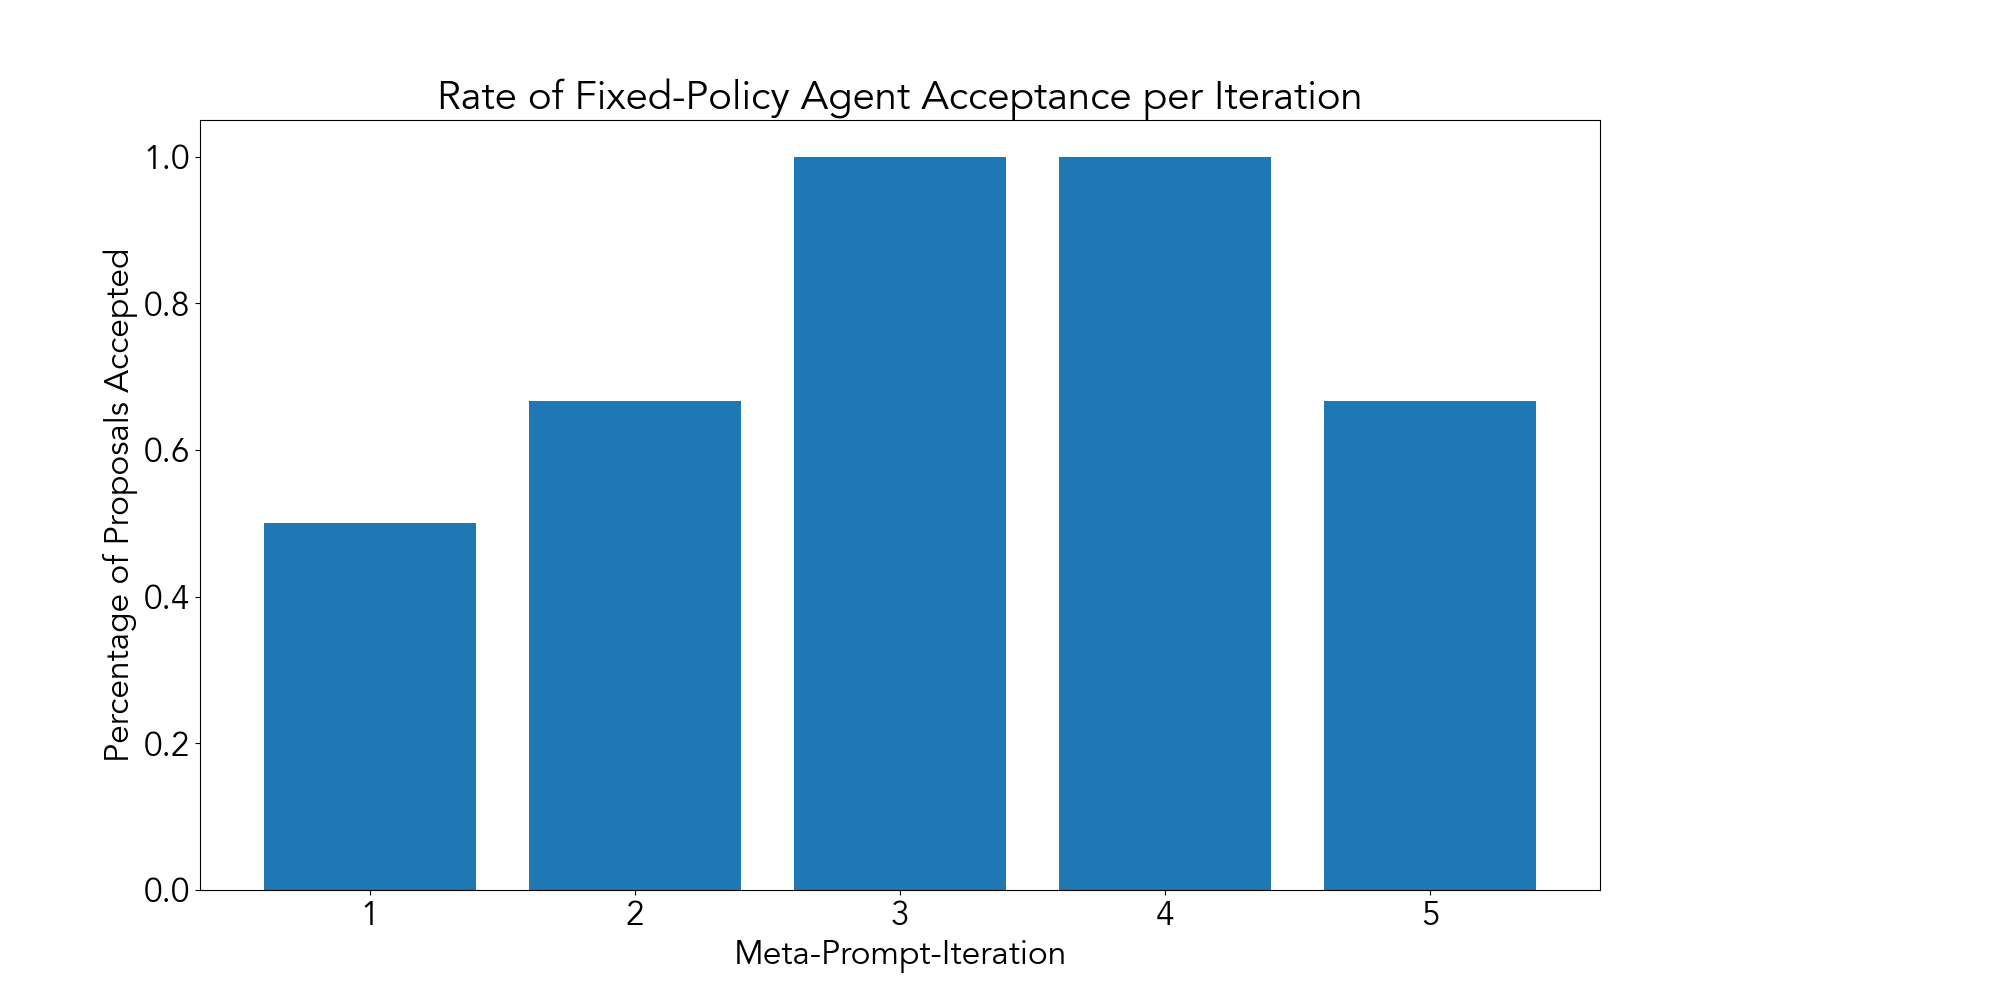 Rate of Fixed-Policy Agent Acceptance per Iteration
Percentage of Proposals Accepted
1.0
0.8
0.6
0.4
0.2
0.0
1 2 3 4 5
Meta-Prompt-Iteration